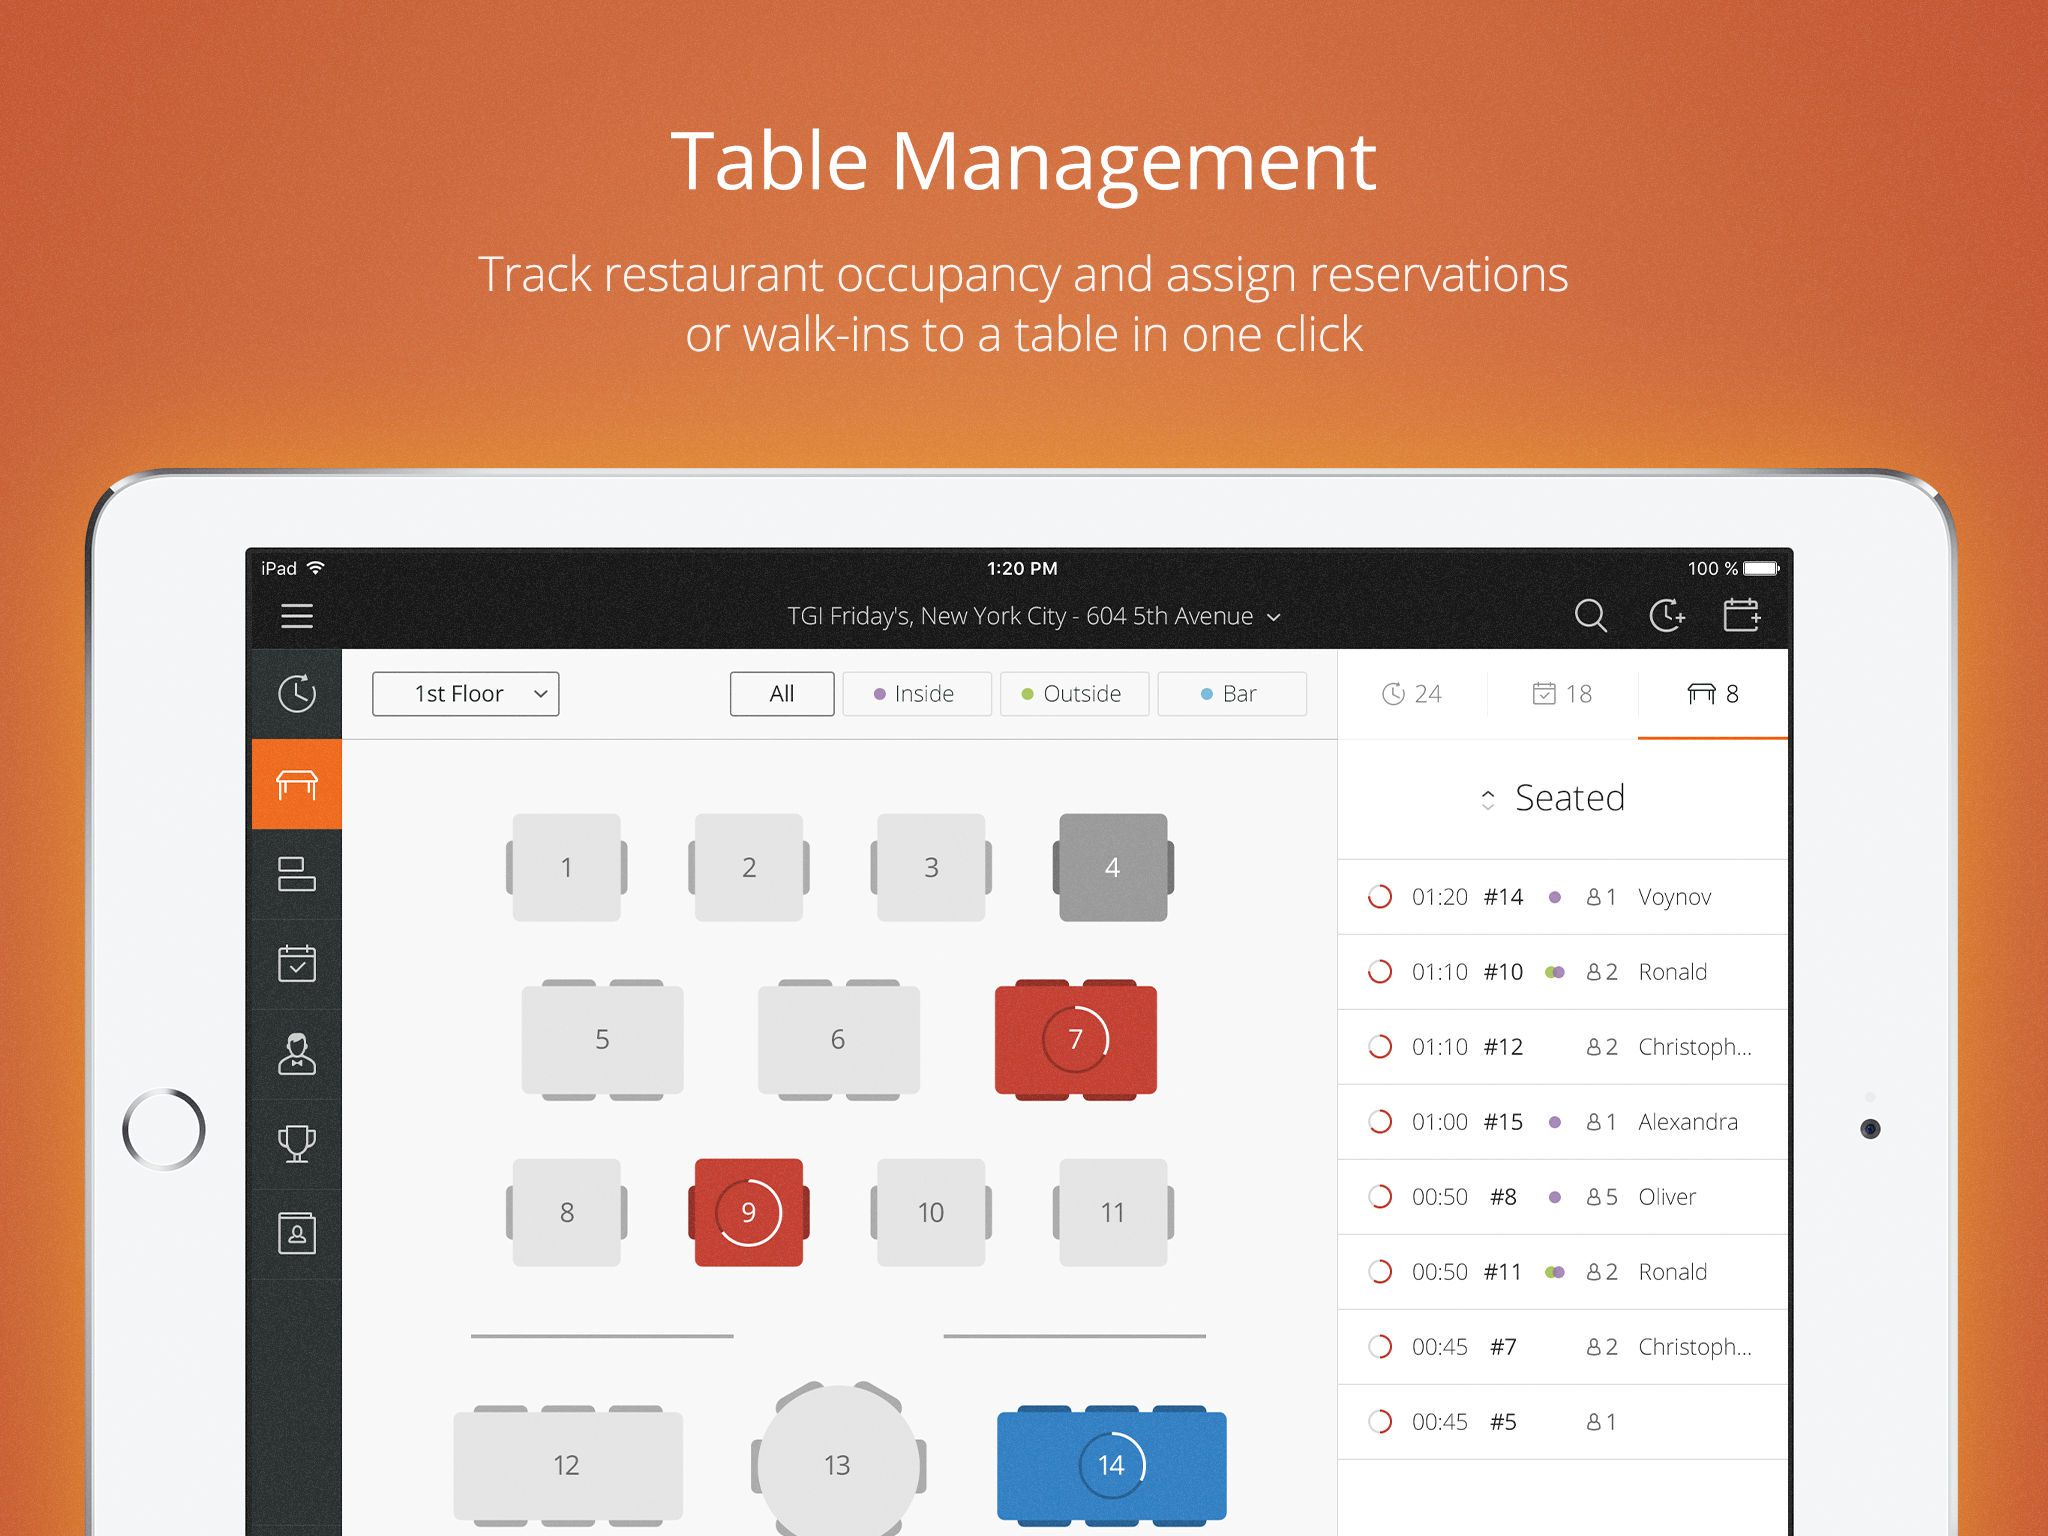 Table Management
Track restaurant occupancy and assign reservations
or walk-ins to a table in one click
iPad 1:20 PM 100 %
TGI Friday's, New York City - 604 5th Avenue
1st Floor All Inside Outside Bar 24 18 8
Seated
1 2 3 4
5 6 7
8 9 10 11
12 13 14
01:20 #14 1 Voynov
01:10 #10 2 Ronald
01:10 #12 2 Christoph...
01:00 #15 1 Alexandra
00:50 #8 5 Oliver
00:50 #11 2 Ronald
00:45 #7 2 Christoph...
00:45 #5 1